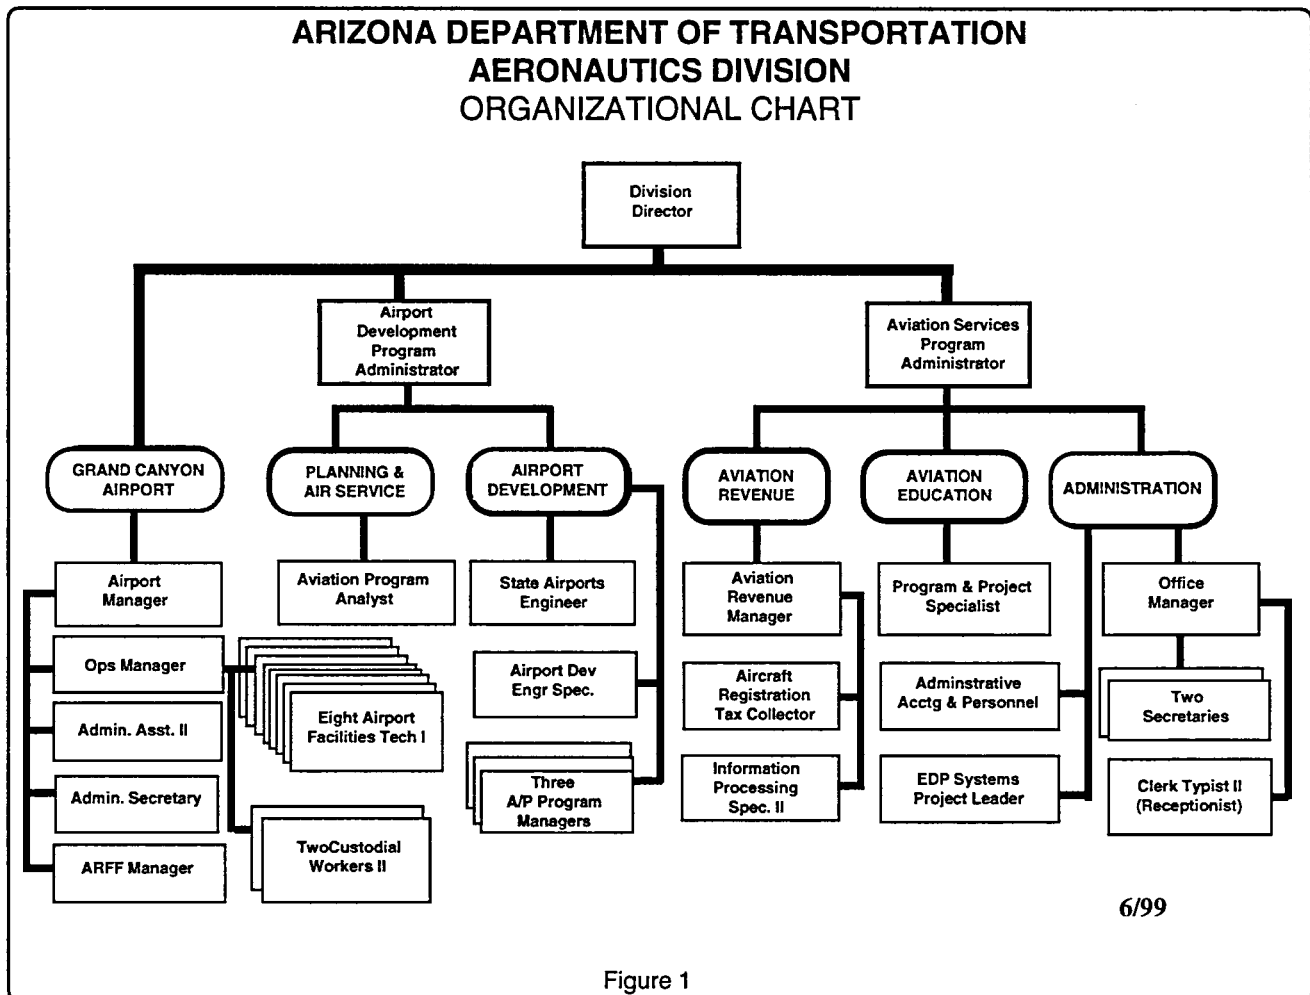 ARIZONA DEPARTMENT OF TRANSPORTATION
AERONAUTICS DIVISION
ORGANIZATIONAL CHART
Division
Director
Airport
Development
Program
Administrator
Aviation Services
Program
Administrator
GRAND CANYON
AIRPORT
PLANNING &
AIR SERVICE
AIRPORT
DEVELOPMENT
AVIATION
REVENUE
AVIATION
EDUCATION
ADMINISTRATION
Airport
Manager
Aviation Program
Analyst
State Airports
Engineer
Aviation
Revenue
Manager
Program & Project
Specialist
Office
Manager
Ops Manager
Eight Airport
Facilities Tech I
Airport Dev
Engr Spec.
Aircraft
Registration
Tax Collector
Adminstrative
Acctg & Personnel
Two
Secretaries
Admin. Asst. II
Admin. Secretary
Three
A/P Program
Managers
Information
Processing
Spec. II
EDP Systems
Project Leader
Clerk Typist II
(Receptionist)
ARFF Manager
TwoCustodial
Workers II
6/99
Figure 1